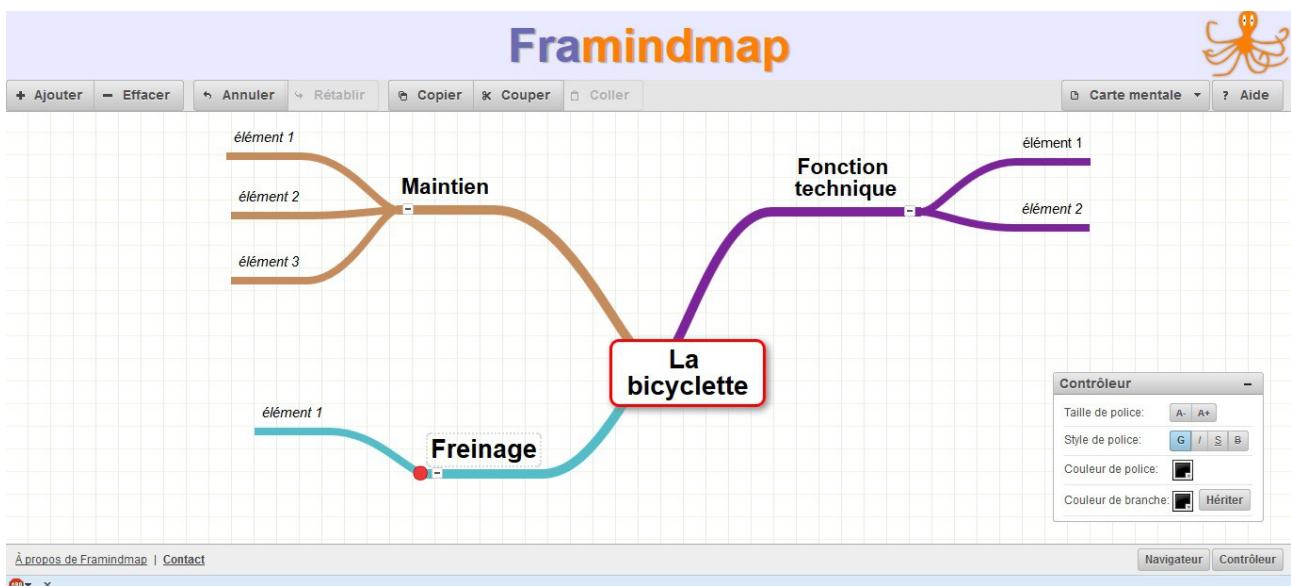 Framindmap
+ Ajouter − Effacer Annuler Rétablir Copier Couper Coller Carte mentale ? Aide
élément 1
élément 2
élément 3
Maintien
Fonction
technique
élément 1
élément 2
La
bicyclette
élément 1
Freinage
Contrôleur −
Taille de police: A- A+
Style de police: G I S B
Couleur de police:
Couleur de branche: Hériter
À propos de Framindmap | Contact
Navigateur Contrôleur
ABP